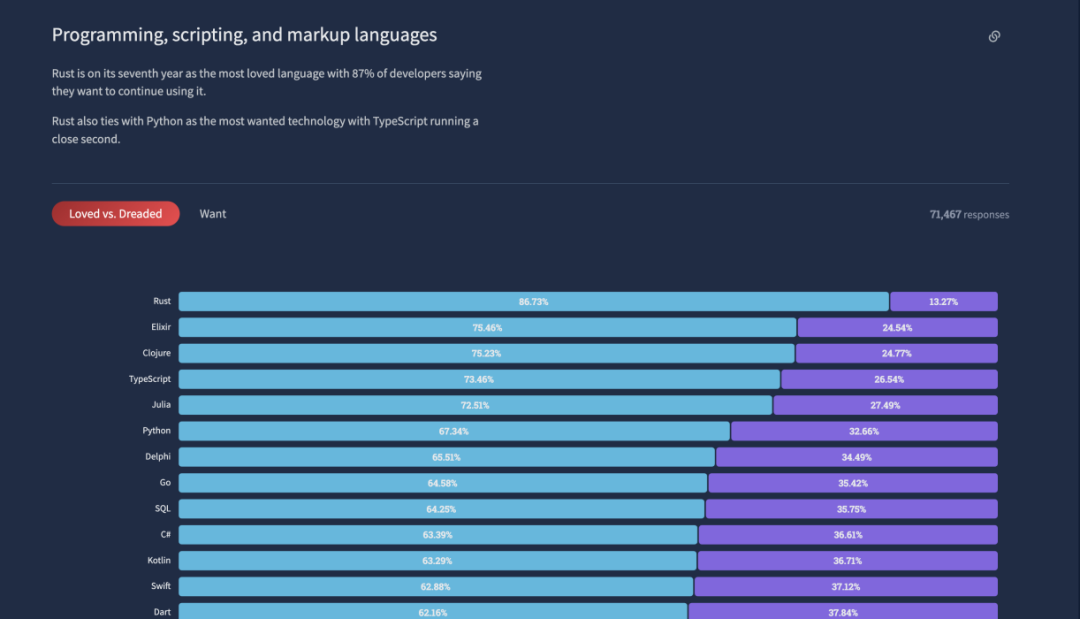 Programming, scripting, and markup languages
Rust is on its seventh year as the most loved language with 87% of developers saying
they want to continue using it.
Rust also ties with Python as the most wanted technology with TypeScript running a
close second.
Loved vs. Dreaded Want 71,467 responses
Rust 86.73% 13.27%
Elixir 75.46% 24.54%
Clojure 75.23% 24.77%
TypeScript 73.46% 26.54%
Julia 72.51% 27.49%
Python 67.34% 32.66%
Delphi 65.51% 34.49%
Go 64.58% 35.42%
SQL 64.25% 35.75%
C# 63.39% 36.61%
Kotlin 63.29% 36.71%
Swift 62.88% 37.12%
Dart 62.16% 37.84%